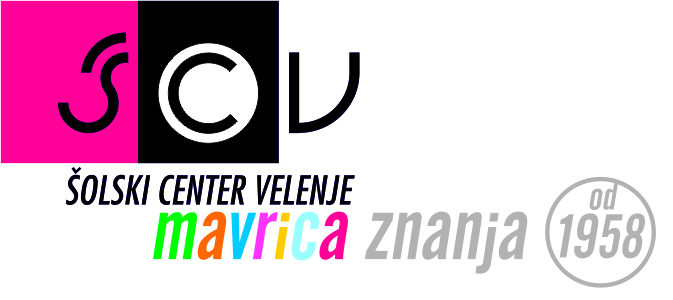 ŠCV
ŠOLSKI CENTER VELENJE
mavrica znanja
od
1958